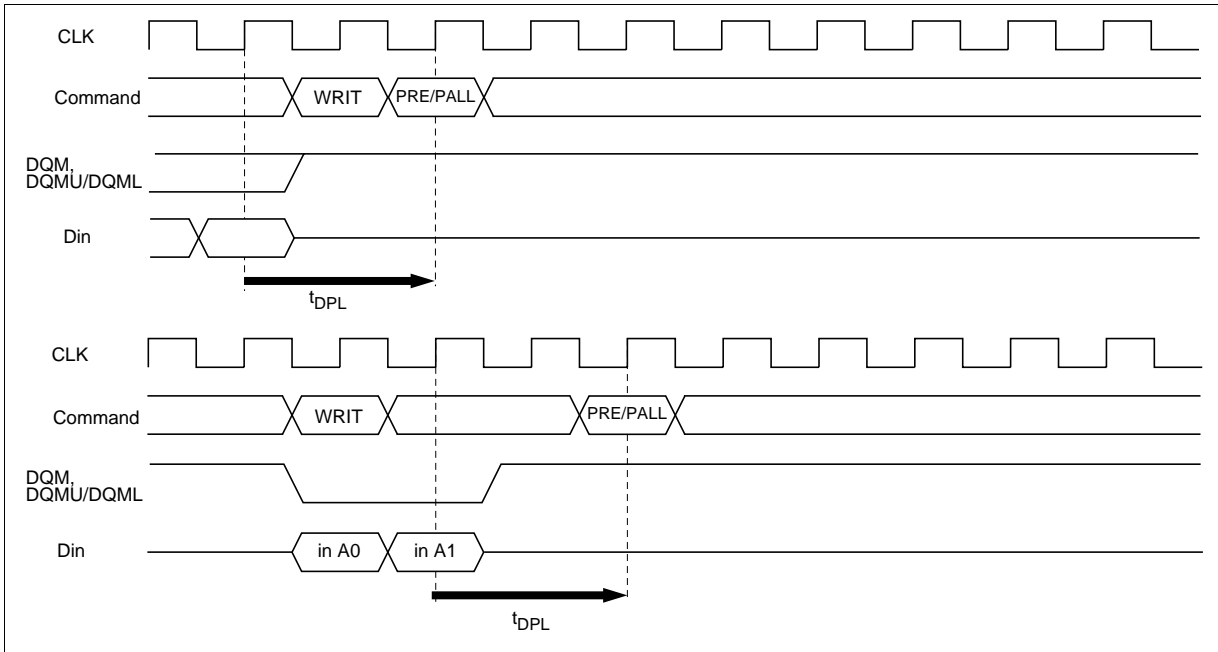 CLK
Command
WRIT
PRE/PALL
DQM,
DQMU/DQML
Din
tDPL
CLK
Command
WRIT
PRE/PALL
DQM,
DQMU/DQML
Din
in A0
in A1
tDPL